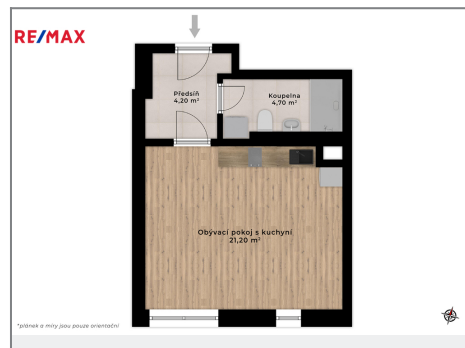 RE/MAX
Předsíň
4,20 m²
Koupelna
4,70 m²
Obývací pokoj s kuchyní
21,20 m²
*plánek a míry jsou pouze orientační